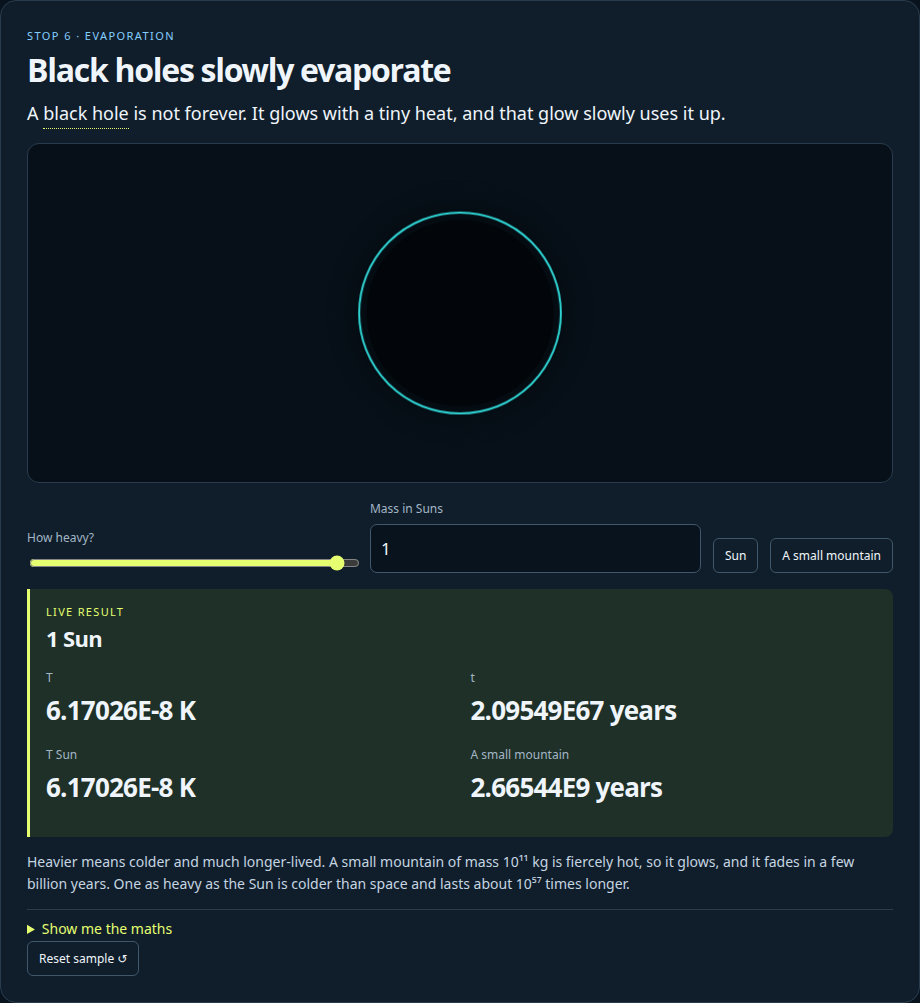 STOP 6 · EVAPORATION
Black holes slowly evaporate
A black hole is not forever. It glows with a tiny heat, and that glow slowly uses it up.
Mass in Suns
How heavy?
1
Sun
A small mountain
LIVE RESULT
1 Sun
T
t
6.17026E-8 K
2.09549E67 years
T Sun
A small mountain
6.17026E-8 K
2.66544E9 years
Heavier means colder and much longer-lived. A small mountain of mass 10¹¹ kg is fiercely hot, so it glows, and it fades in a few
billion years. One as heavy as the Sun is colder than space and lasts about 10⁵⁷ times longer.
▶ Show me the maths
Reset sample ↺